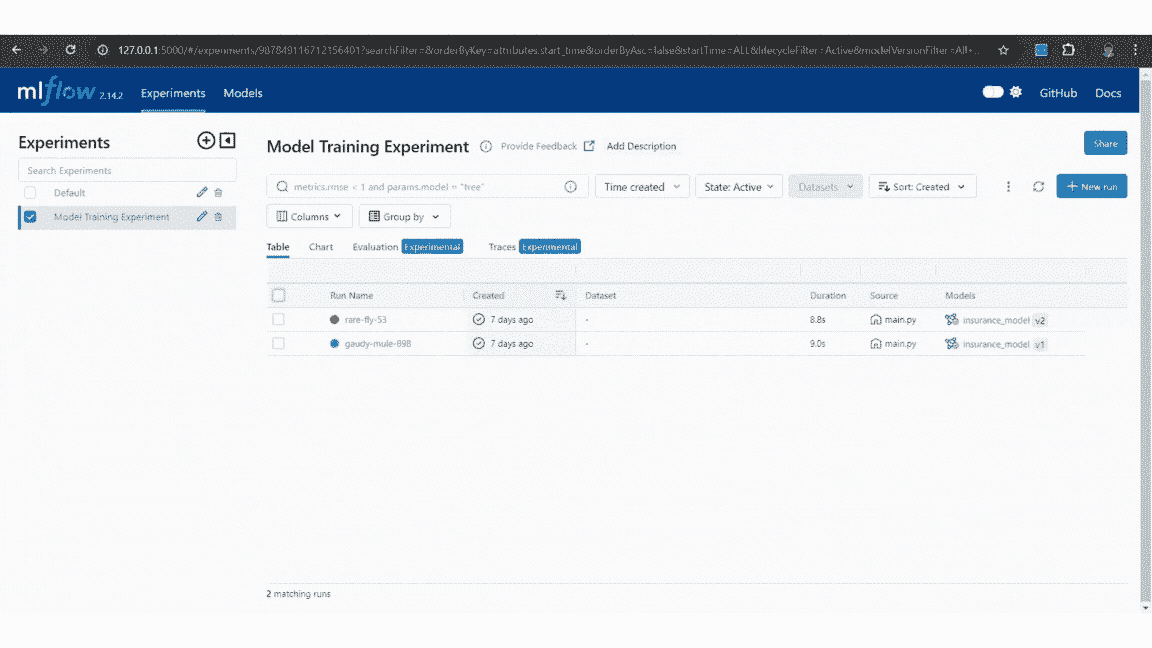 127.0.0.1:5000/#/experiments/987849116712156401?searchFilter=&orderByKey=attributes.start_time&orderByAsc=false&startTime=ALL&lifecycleFilter=Active&modelVersionFilter=All+...
mlflow 2.14.2 Experiments Models GitHub Docs
Experiments
Search Experiments
Default
Model Training Experiment
Model Training Experiment Provide Feedback Add Description Share
metrics.rmse < 1 and params.model = "tree" Time created State: Active Datasets Sort: Created + New run
Columns Group by
Table Chart Evaluation Experimental Traces Experimental
Run Name Created Dataset Duration Source Models
rare-fly-53 7 days ago - 8.8s main.py insurance_model v2
gaudy-mule-898 7 days ago - 9.0s main.py insurance_model v1
2 matching runs